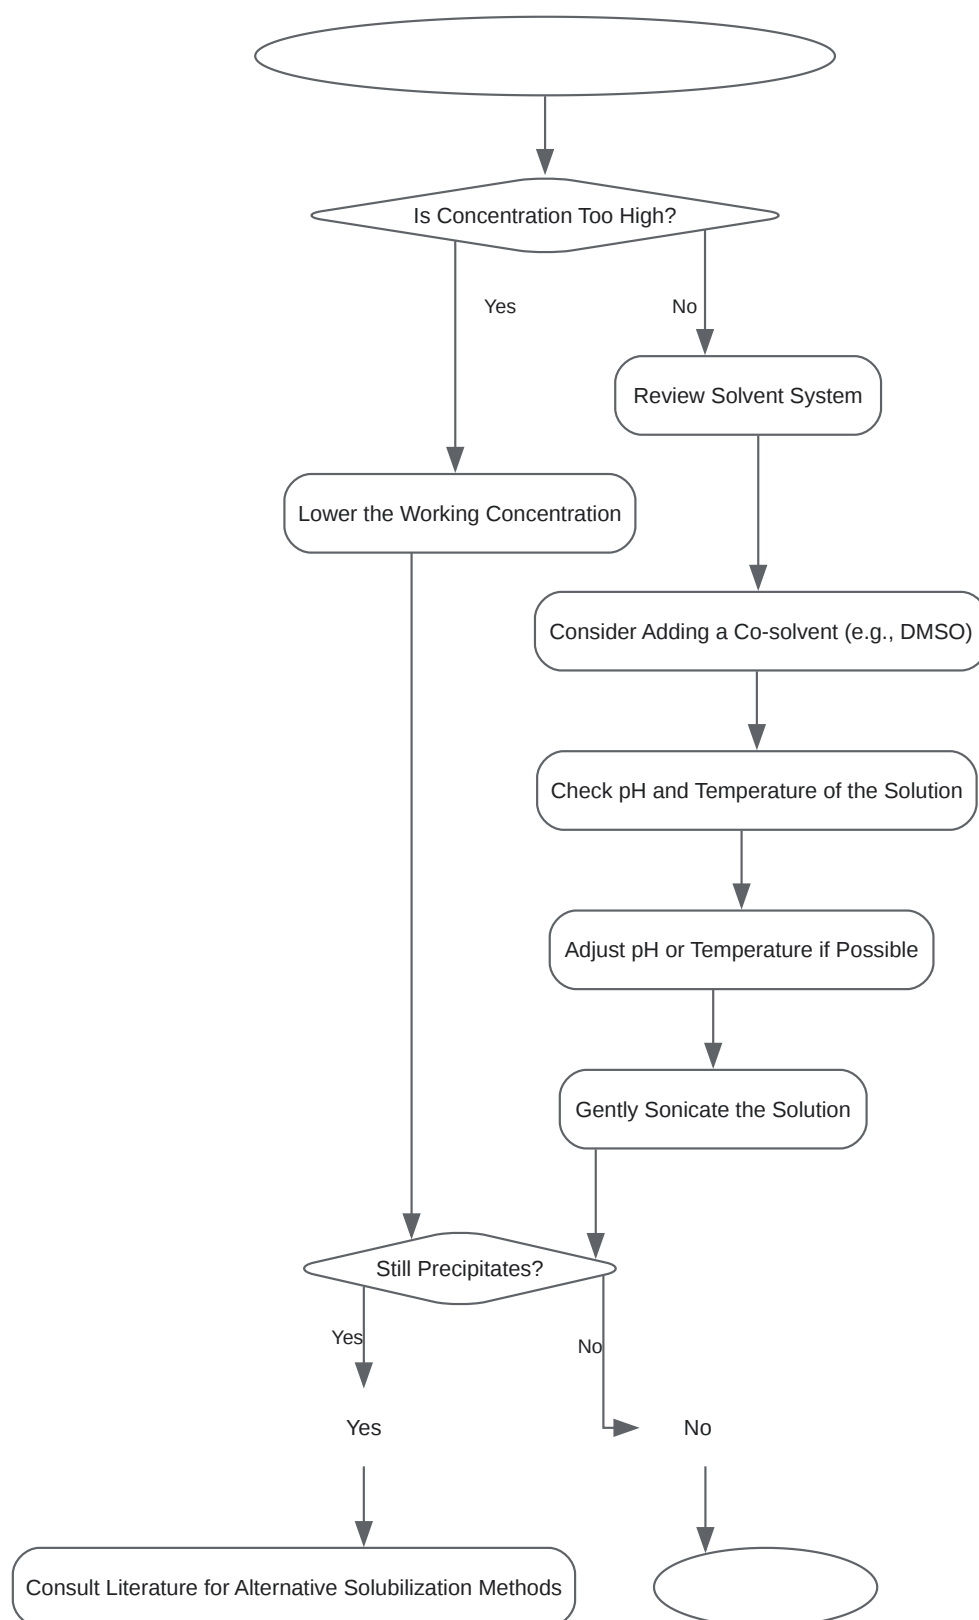 Is Concentration Too High?
Yes
No
Review Solvent System
Lower the Working Concentration
Consider Adding a Co-solvent (e.g., DMSO)
Check pH and Temperature of the Solution
Adjust pH or Temperature if Possible
Gently Sonicate the Solution
Still Precipitates?
Yes
No
Yes
No
Consult Literature for Alternative Solubilization Methods